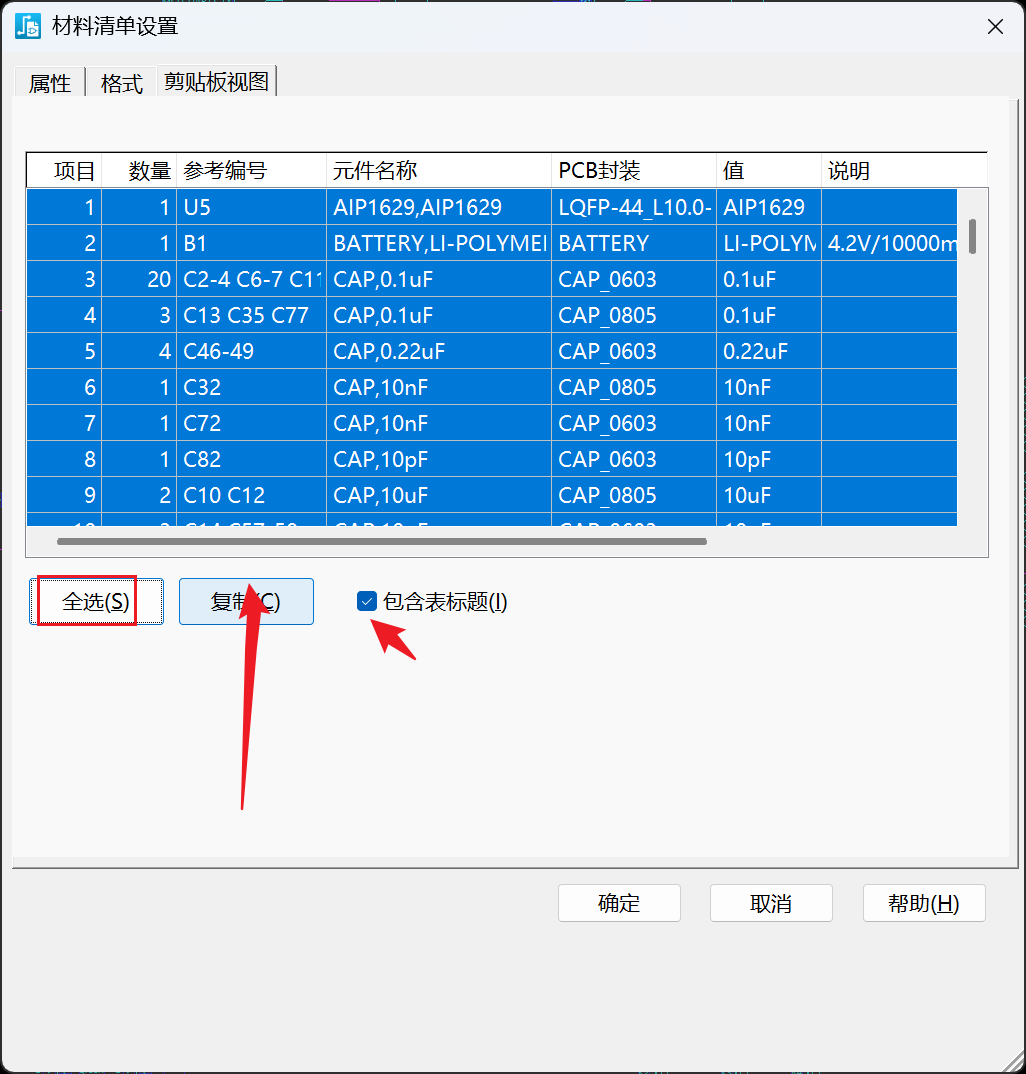 材料清单设置
属性 格式 剪贴板视图
项目 数量 参考编号 元件名称 PCB封装 值 说明
1 1 U5 AIP1629,AIP1629 LQFP-44_L10.0- AIP1629
2 1 B1 BATTERY,LI-POLYMEI BATTERY LI-POLYM 4.2V/10000m
3 20 C2-4 C6-7 C11 CAP,0.1uF CAP_0603 0.1uF
4 3 C13 C35 C77 CAP,0.1uF CAP_0805 0.1uF
5 4 C46-49 CAP,0.22uF CAP_0603 0.22uF
6 1 C32 CAP,10nF CAP_0805 10nF
7 1 C72 CAP,10nF CAP_0603 10nF
8 1 C82 CAP,10pF CAP_0603 10pF
9 2 C10 C12 CAP,10uF CAP_0805 10uF
全选(S) 复制(C) 包含表标题(I)
确定 取消 帮助(H)